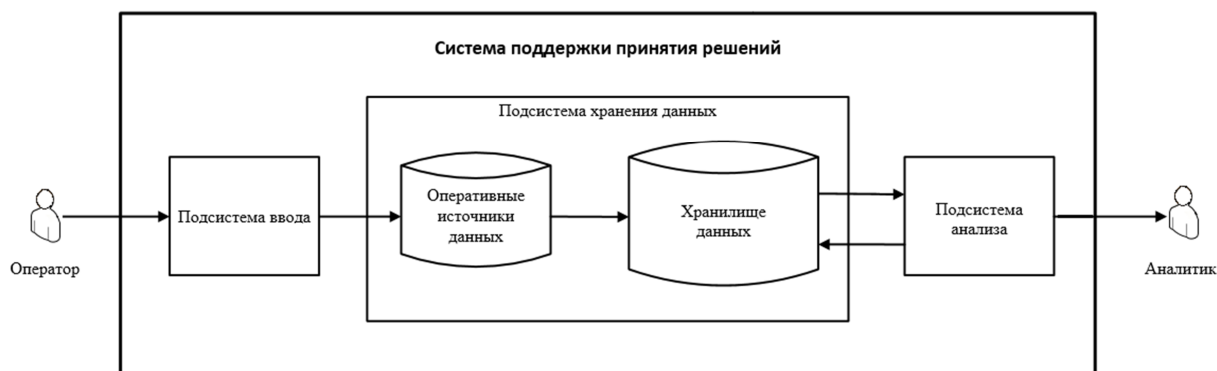 Система поддержки принятия решений
Подсистема хранения данных
Оператор
Подсистема ввода
Оперативные
источники
данных
Хранилище
данных
Подсистема
анализа
Аналитик